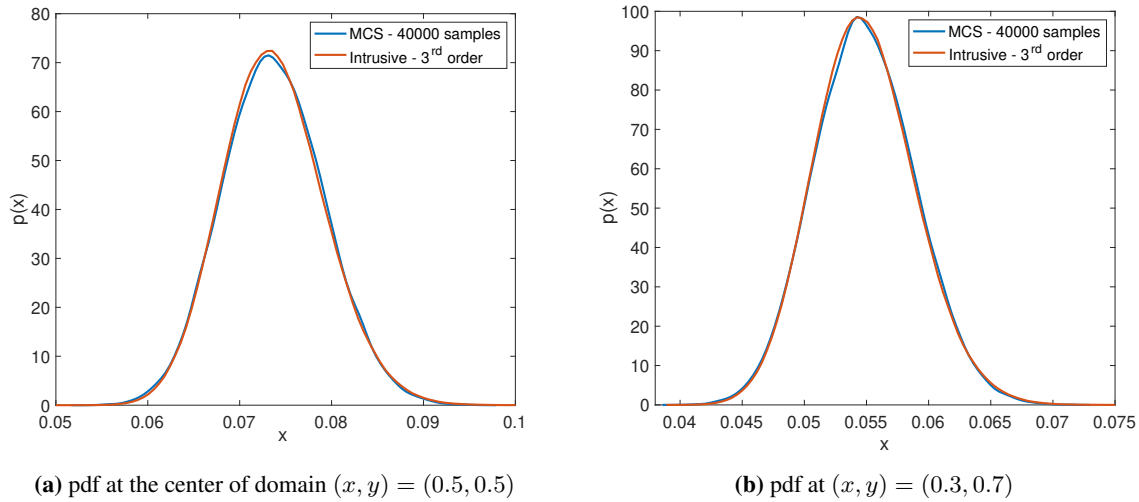 80
70
60
50
40
30
20
10
0
p(x)
0.05 0.06 0.07 0.08 0.09 0.1
x
MCS - 40000 samples
Intrusive - 3rd order
(a) pdf at the center of domain (x, y) = (0.5, 0.5)
100
90
80
70
60
50
40
30
20
10
0
p(x)
0.04 0.045 0.05 0.055 0.06 0.065 0.07 0.075
x
MCS - 40000 samples
Intrusive - 3rd order
(b) pdf at (x, y) = (0.3, 0.7)